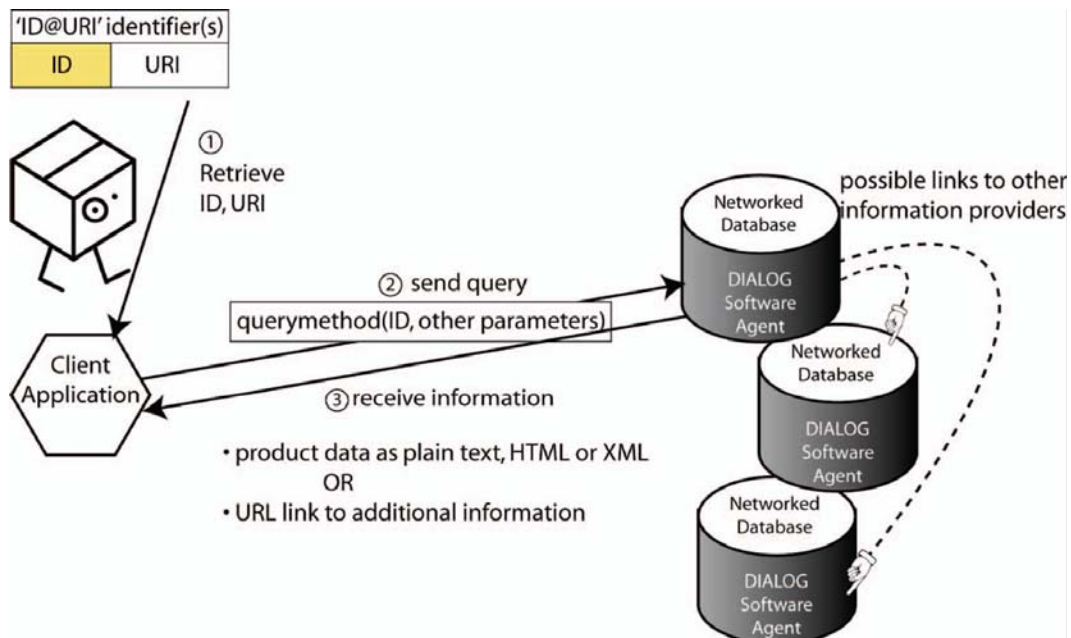 'ID@URI' identifier(s)
ID URI
①
Retrieve
ID, URI
② send query
querymethod(ID, other parameters)
Client
Application
③ receive information
• product data as plain text, HTML or XML
OR
• URL link to additional information
possible links to other
information providers
Networked
Database
DIALOG
Software
Agent
Networked
Database
DIALOG
Software
Agent
Networked
Database
DIALOG
Software
Agent